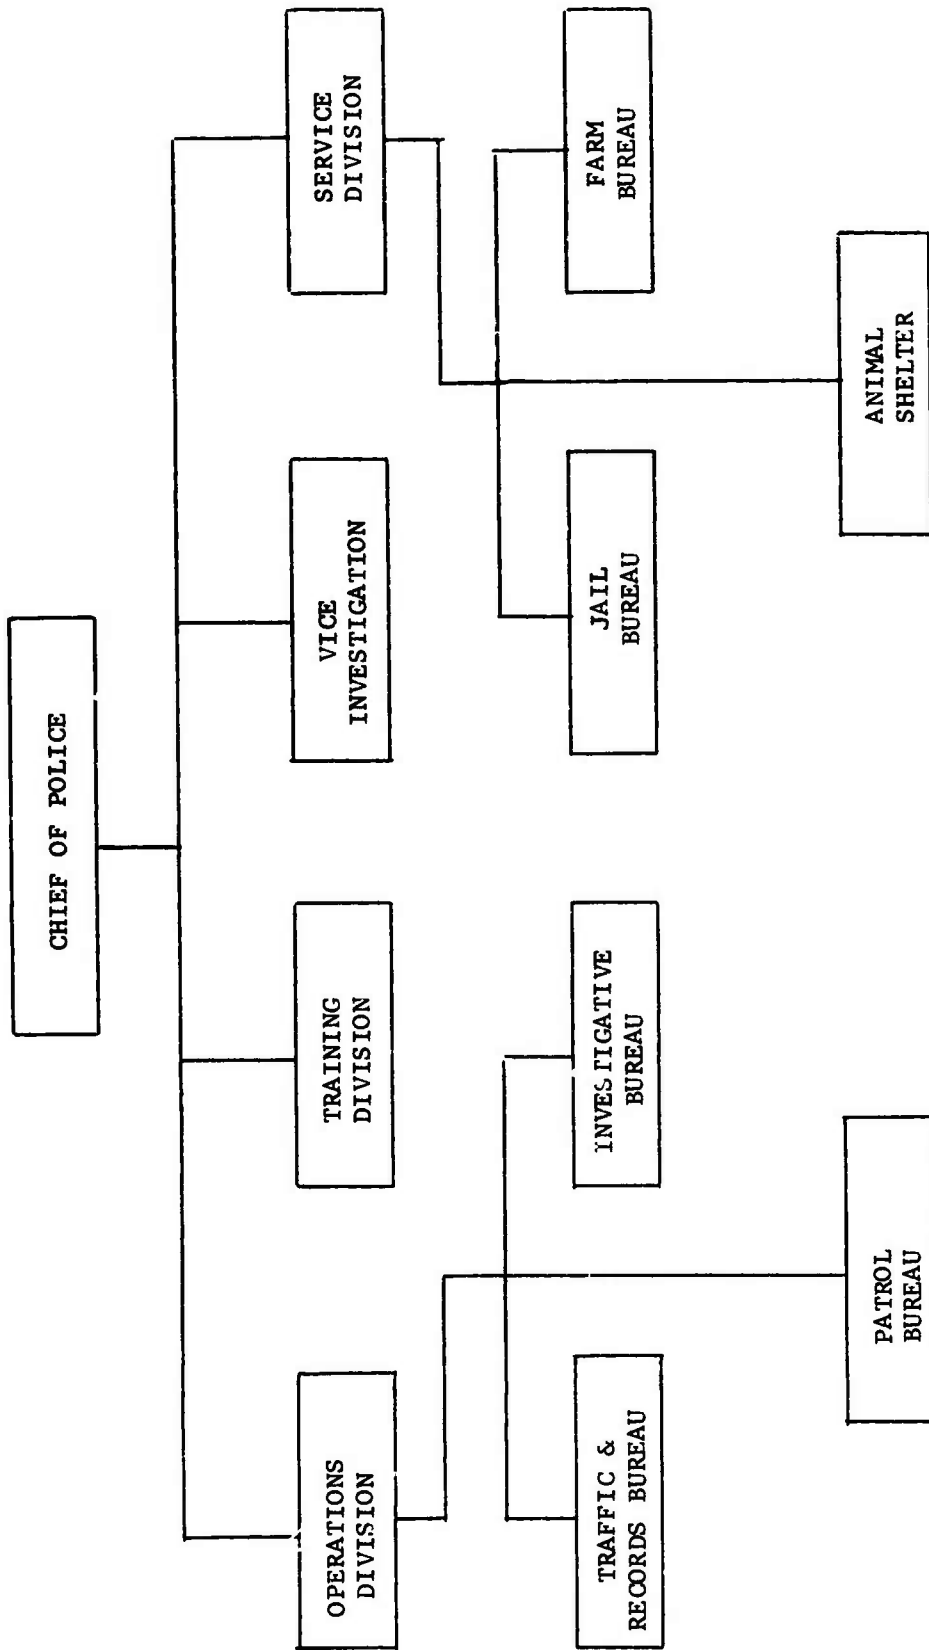 CHIEF OF POLICE
OPERATIONS
DIVISION
TRAINING
DIVISION
VICE
INVESTIGATION
SERVICE
DIVISION
TRAFFIC &
RECORDS BUREAU
INVESTIGATIVE
BUREAU
JAIL
BUREAU
FARM
BUREAU
PATROL
BUREAU
ANIMAL
SHELTER